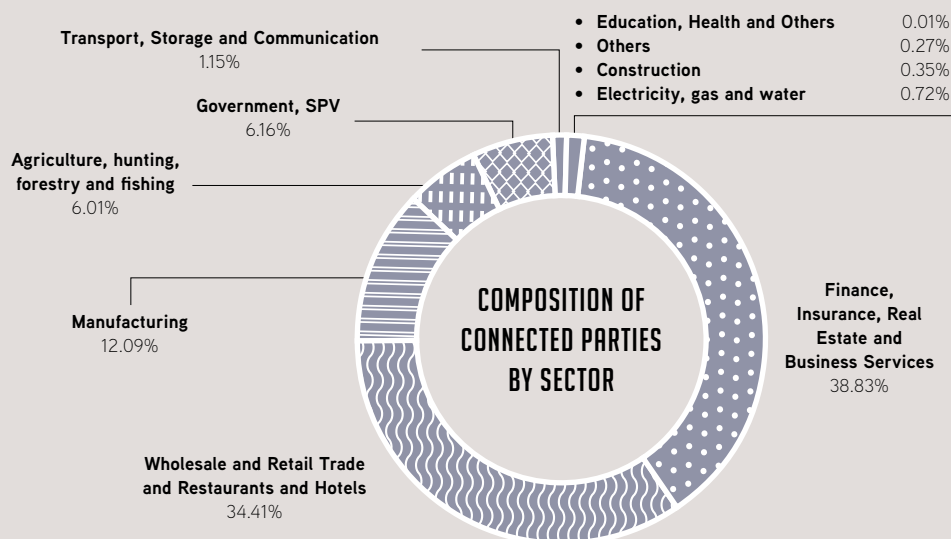 Transport, Storage and Communication
1.15%
Government, SPV
6.16%
Agriculture, hunting,
forestry and fishing
6.01%
Manufacturing
12.09%
Wholesale and Retail Trade
and Restaurants and Hotels
34.41%
• Education, Health and Others 0.01%
• Others 0.27%
• Construction 0.35%
• Electricity, gas and water 0.72%
COMPOSITION OF
CONNECTED PARTIES
BY SECTOR
Finance,
Insurance, Real
Estate and
Business Services
38.83%